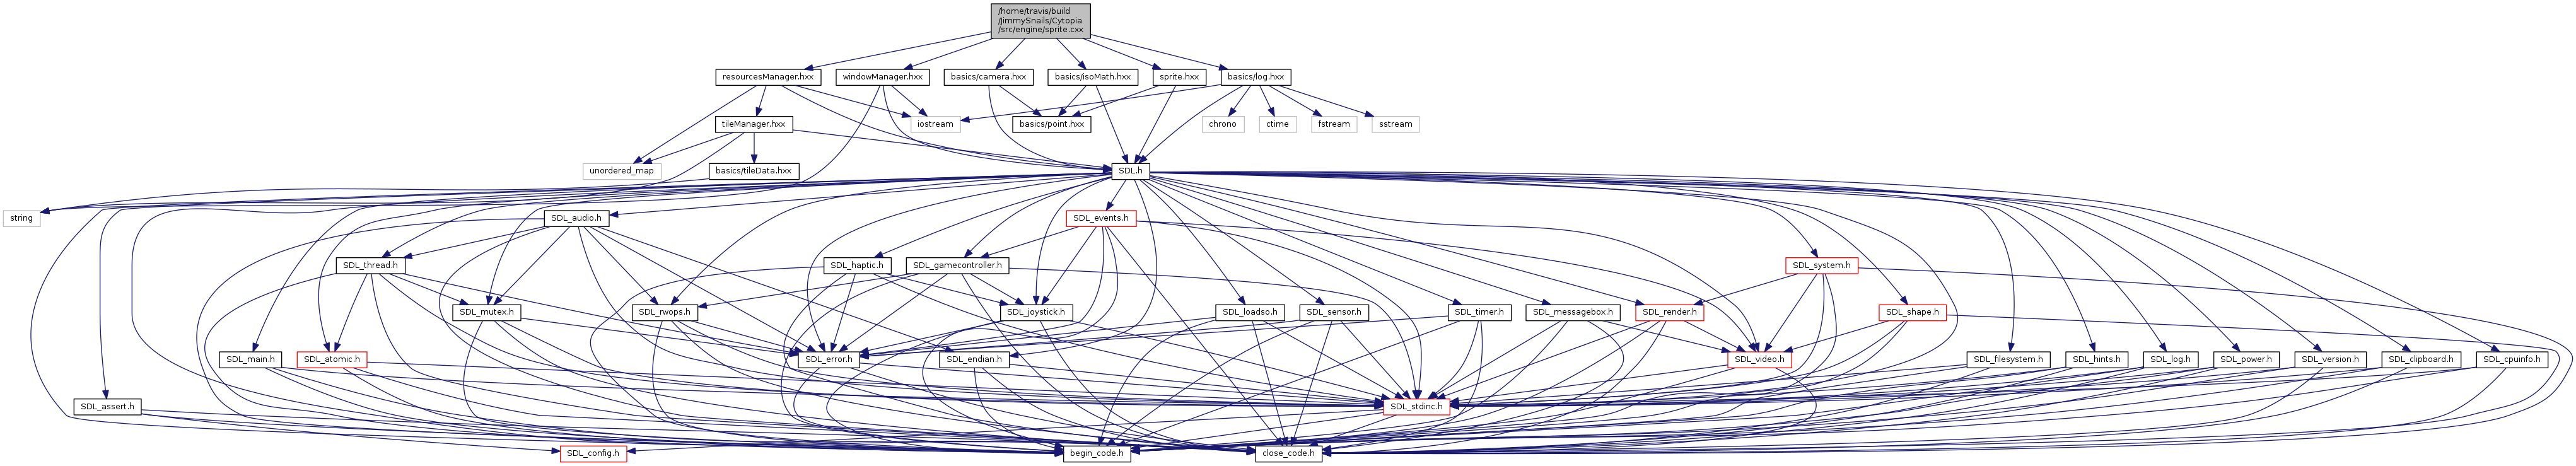 /home/travis/build
/JimmySnails/Cytopia
/src/engine/sprite.cxx
resourcesManager.hxx
windowManager.hxx
basics/camera.hxx
basics/isoMath.hxx
sprite.hxx
basics/log.hxx
tileManager.hxx
iostream
basics/point.hxx
chrono
ctime
fstream
sstream
unordered_map
basics/tileData.hxx
SDL.h
string
SDL_audio.h
SDL_events.h
SDL_thread.h
SDL_haptic.h
SDL_gamecontroller.h
SDL_system.h
SDL_mutex.h
SDL_rwops.h
SDL_joystick.h
SDL_loadso.h
SDL_sensor.h
SDL_timer.h
SDL_messagebox.h
SDL_render.h
SDL_shape.h
SDL_main.h
SDL_atomic.h
SDL_error.h
SDL_endian.h
SDL_video.h
SDL_filesystem.h
SDL_hints.h
SDL_log.h
SDL_power.h
SDL_version.h
SDL_clipboard.h
SDL_cpuinfo.h
SDL_assert.h
SDL_stdinc.h
SDL_config.h
begin_code.h
close_code.h